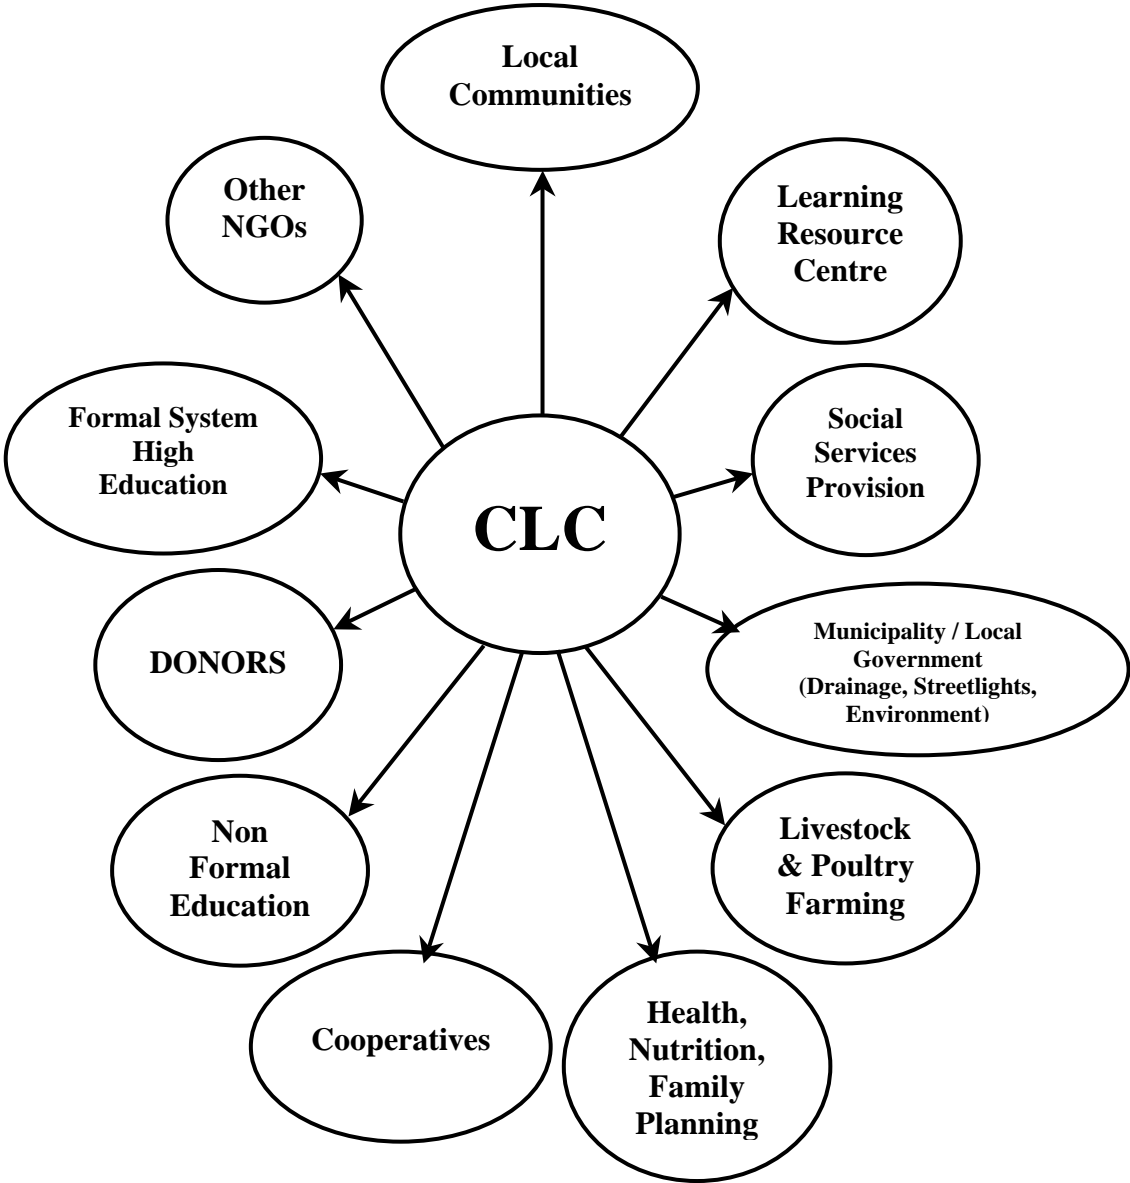 Local
Communities
Other
NGOs
Learning
Resource
Centre
Formal System
High
Education
Social
Services
Provision
CLC
DONORS
Municipality / Local
Government
(Drainage, Streetlights,
Environment)
Non
Formal
Education
Livestock
& Poultry
Farming
Cooperatives
Health,
Nutrition,
Family
Planning